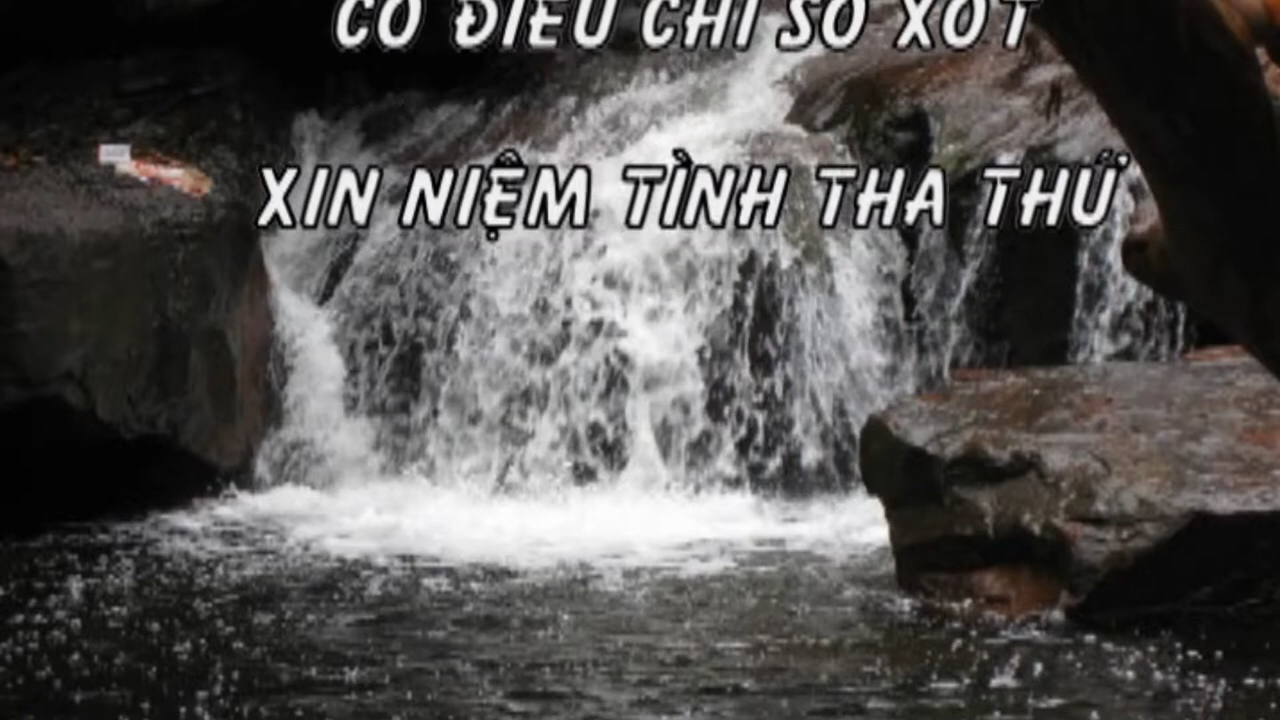 CÓ ĐIỀU CHI SƠ XÓT
XIN NIỆM TÌNH THA THỨ